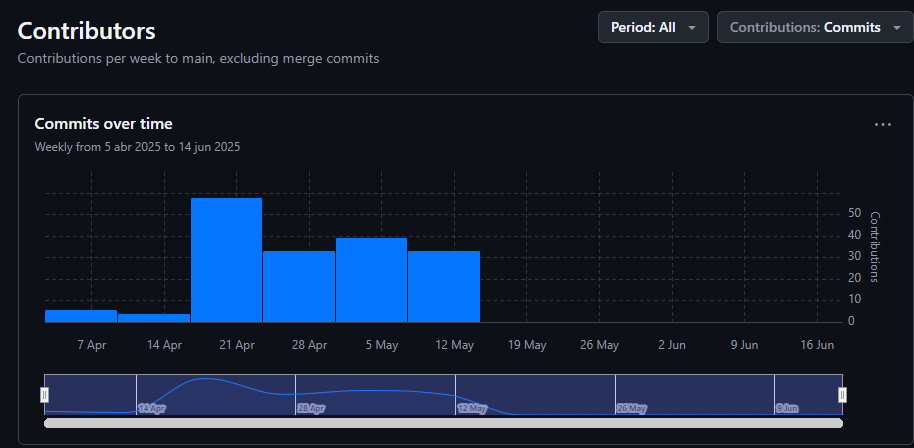 Contributors
Period: All
Contributions: Commits
Contributions per week to main, excluding merge commits
Commits over time
Weekly from 5 abr 2025 to 14 jun 2025
50
40
30
20
10
0
Contributions
7 Apr 14 Apr 21 Apr 28 Apr 5 May 12 May 19 May 26 May 2 Jun 9 Jun 16 Jun
14 Apr 28 Apr 12 May 26 May 9 Jun